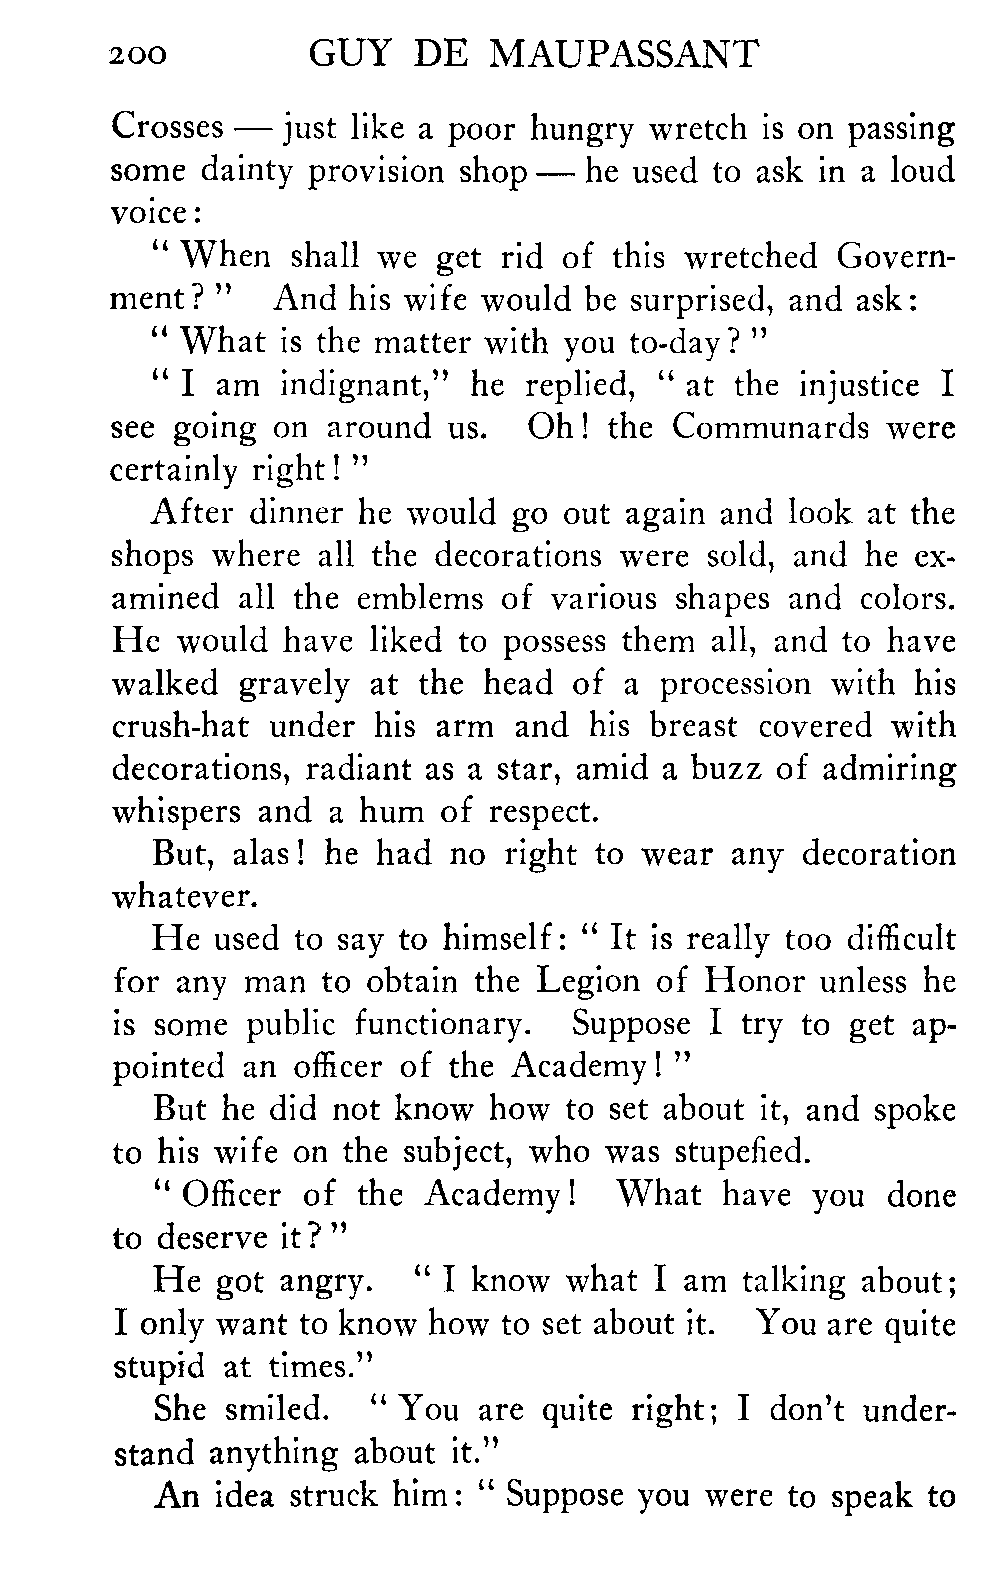 200 GUY DE MAUPASSANT
Crosses — just like a poor hungry wretch is on passing
some dainty provision shop — he used to ask in a loud
voice:
“ When shall we get rid of this wretched Govern-
ment? ” And his wife would be surprised, and ask:
“ What is the matter with you to-day? ”
“ I am indignant,” he replied, “ at the injustice I
see going on around us. Oh! the Communards were
certainly right! ”
After dinner he would go out again and look at the
shops where all the decorations were sold, and he ex-
amined all the emblems of various shapes and colors.
He would have liked to possess them all, and to have
walked gravely at the head of a procession with his
crush-hat under his arm and his breast covered with
decorations, radiant as a star, amid a buzz of admiring
whispers and a hum of respect.
But, alas! he had no right to wear any decoration
whatever.
He used to say to himself: “ It is really too difficult
for any man to obtain the Legion of Honor unless he
is some public functionary. Suppose I try to get ap-
pointed an officer of the Academy! ”
But he did not know how to set about it, and spoke
to his wife on the subject, who was stupefied.
“ Officer of the Academy! What have you done
to deserve it? ”
He got angry. “ I know what I am talking about;
I only want to know how to set about it. You are quite
stupid at times.”
She smiled. “ You are quite right; I don’t under-
stand anything about it.”
An idea struck him: “ Suppose you were to speak to